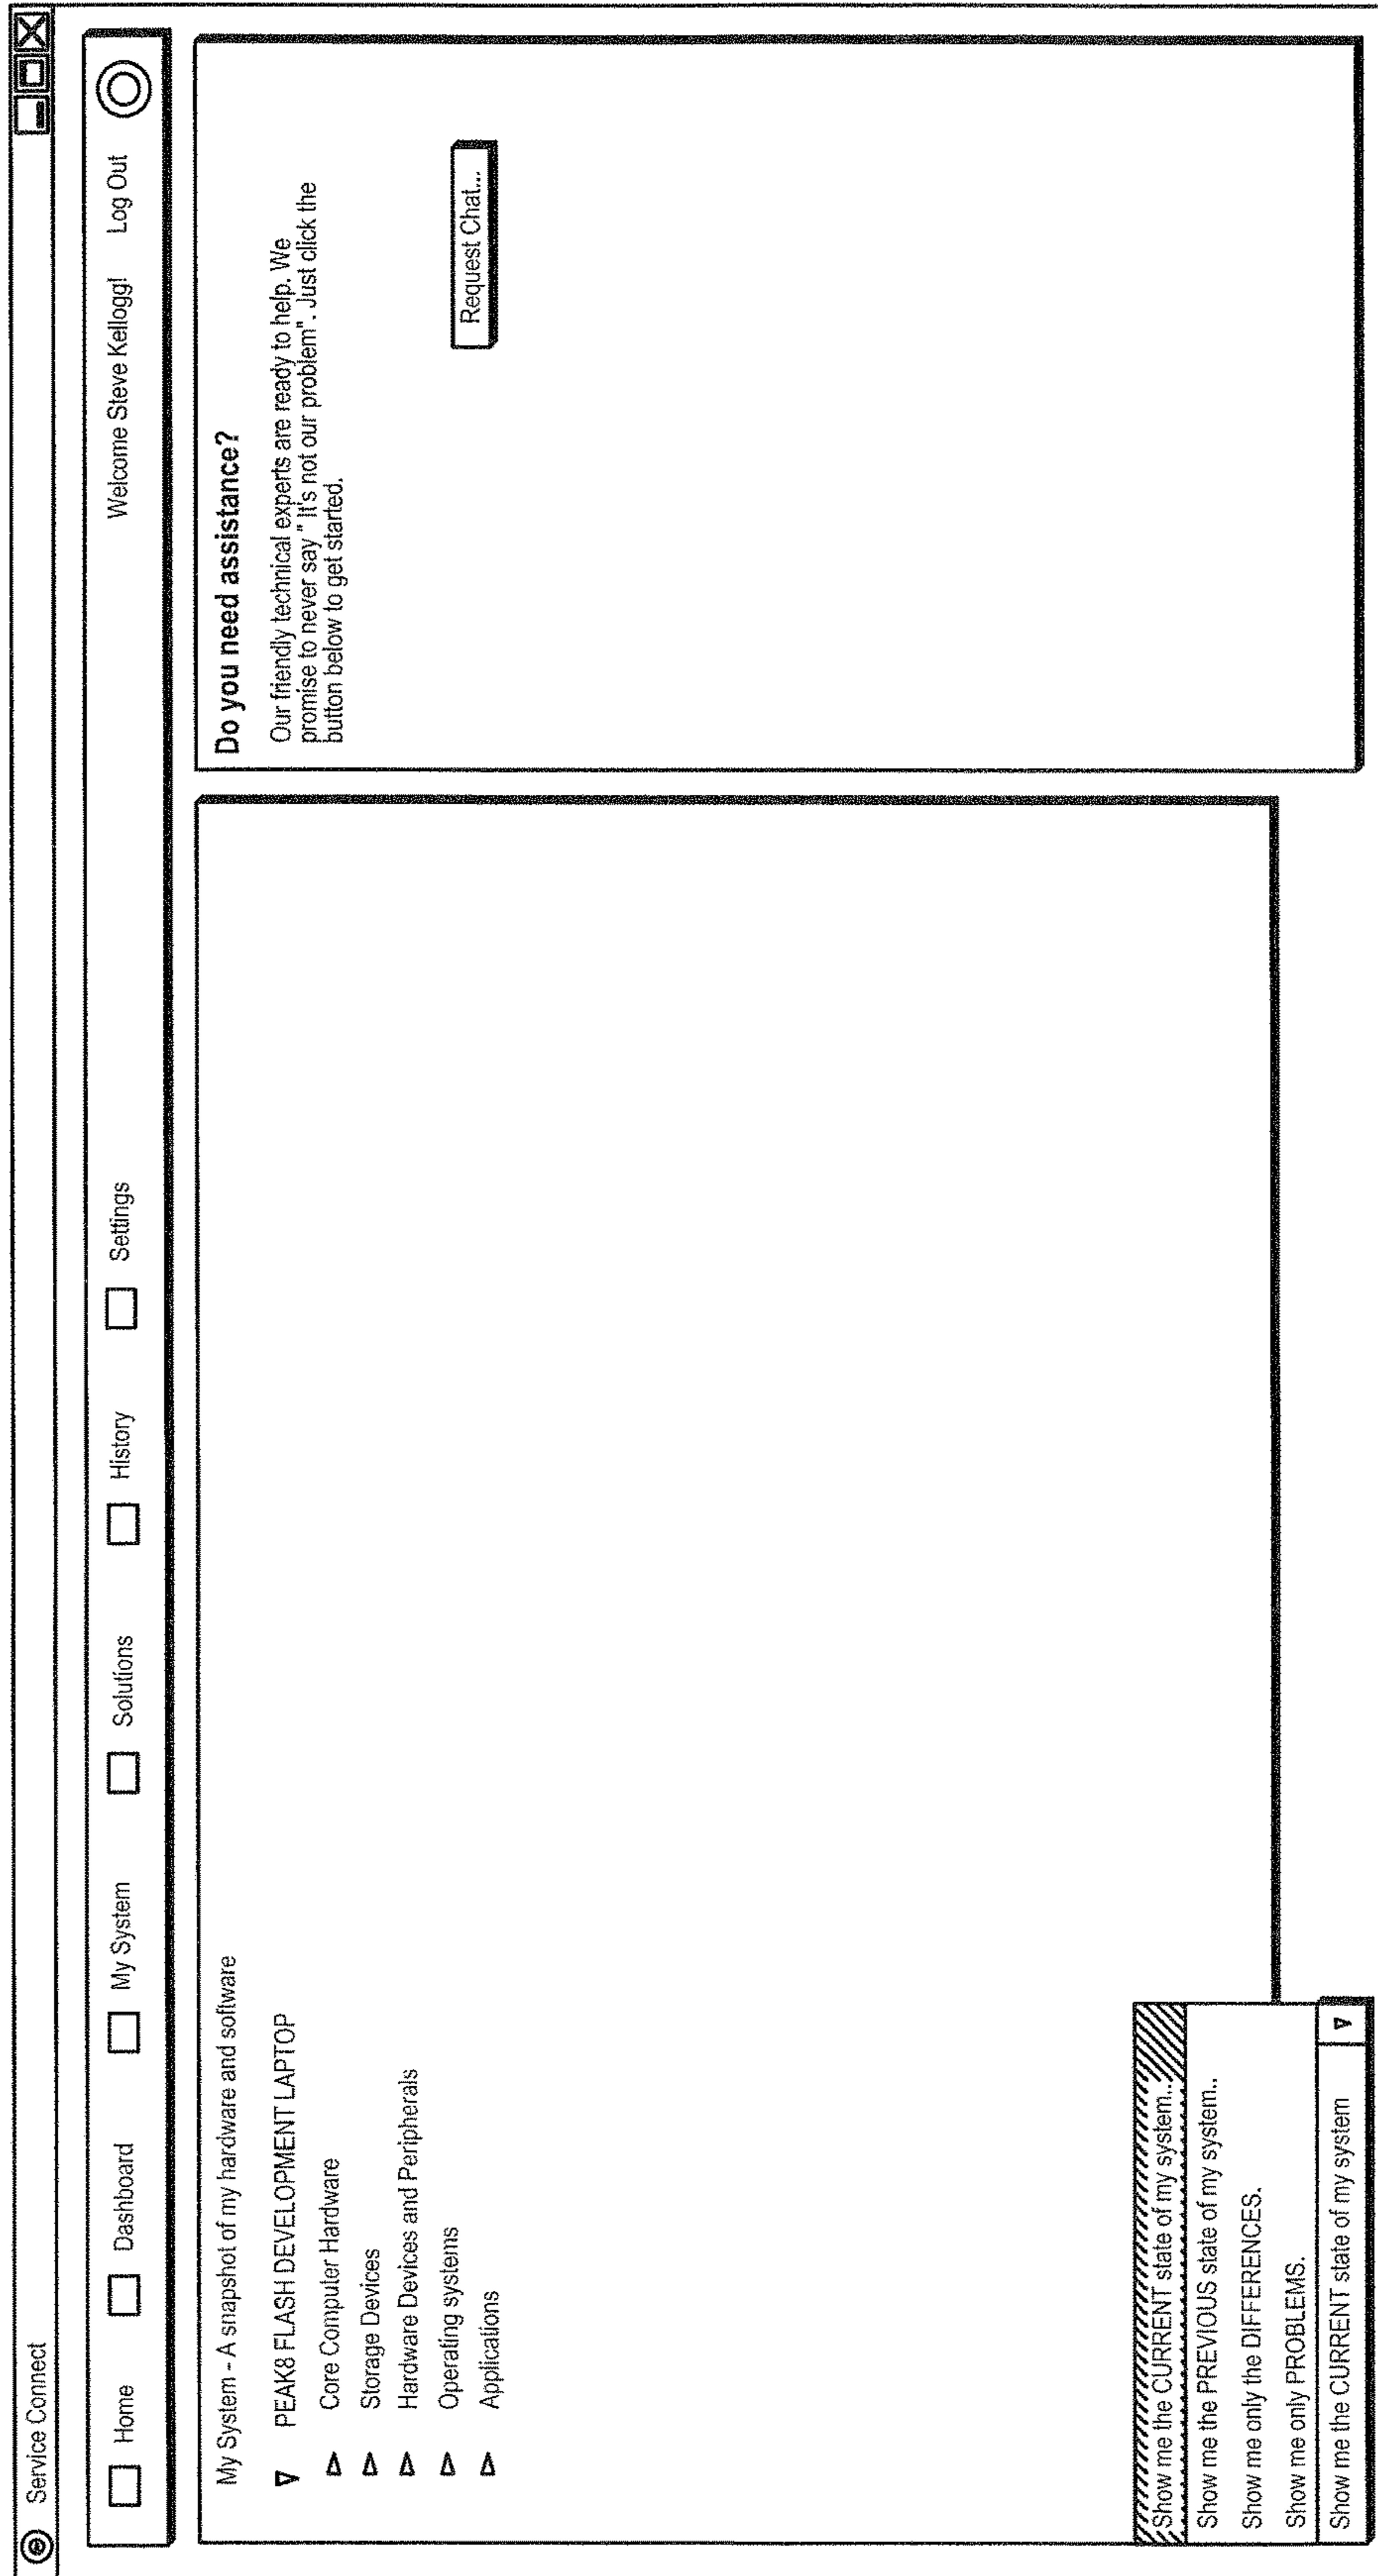 Service Connect
Home
Dashboard
My System
Solutions
History
Settings
Welcome Steve Kellogg!
Log Out
My System - A snapshot of my hardware and software
PEAK8 FLASH DEVELOPMENT LAPTOP
Core Computer Hardware
Storage Devices
Hardware Devices and Peripherals
Operating systems
Applications
Show me the CURRENT state of my system..
Show me the PREVIOUS state of my system..
Show me only the DIFFERENCES.
Show me only PROBLEMS.
Show me the CURRENT state of my system
Do you need assistance?
Our friendly technical experts are ready to help. We
promise to never say " It's not our problem". Just click the
button below to get started.
Request Chat...